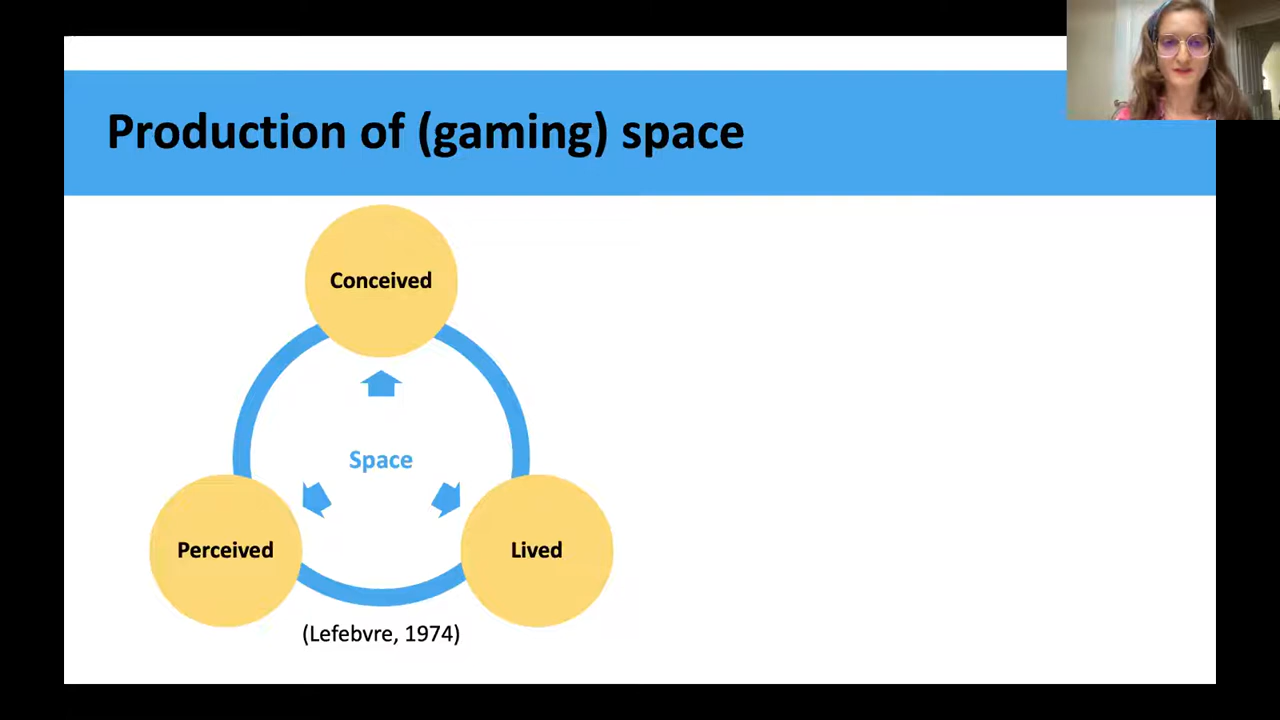 Production of (gaming) space
Conceived
Space
Perceived
Lived
(Lefebvre, 1974)